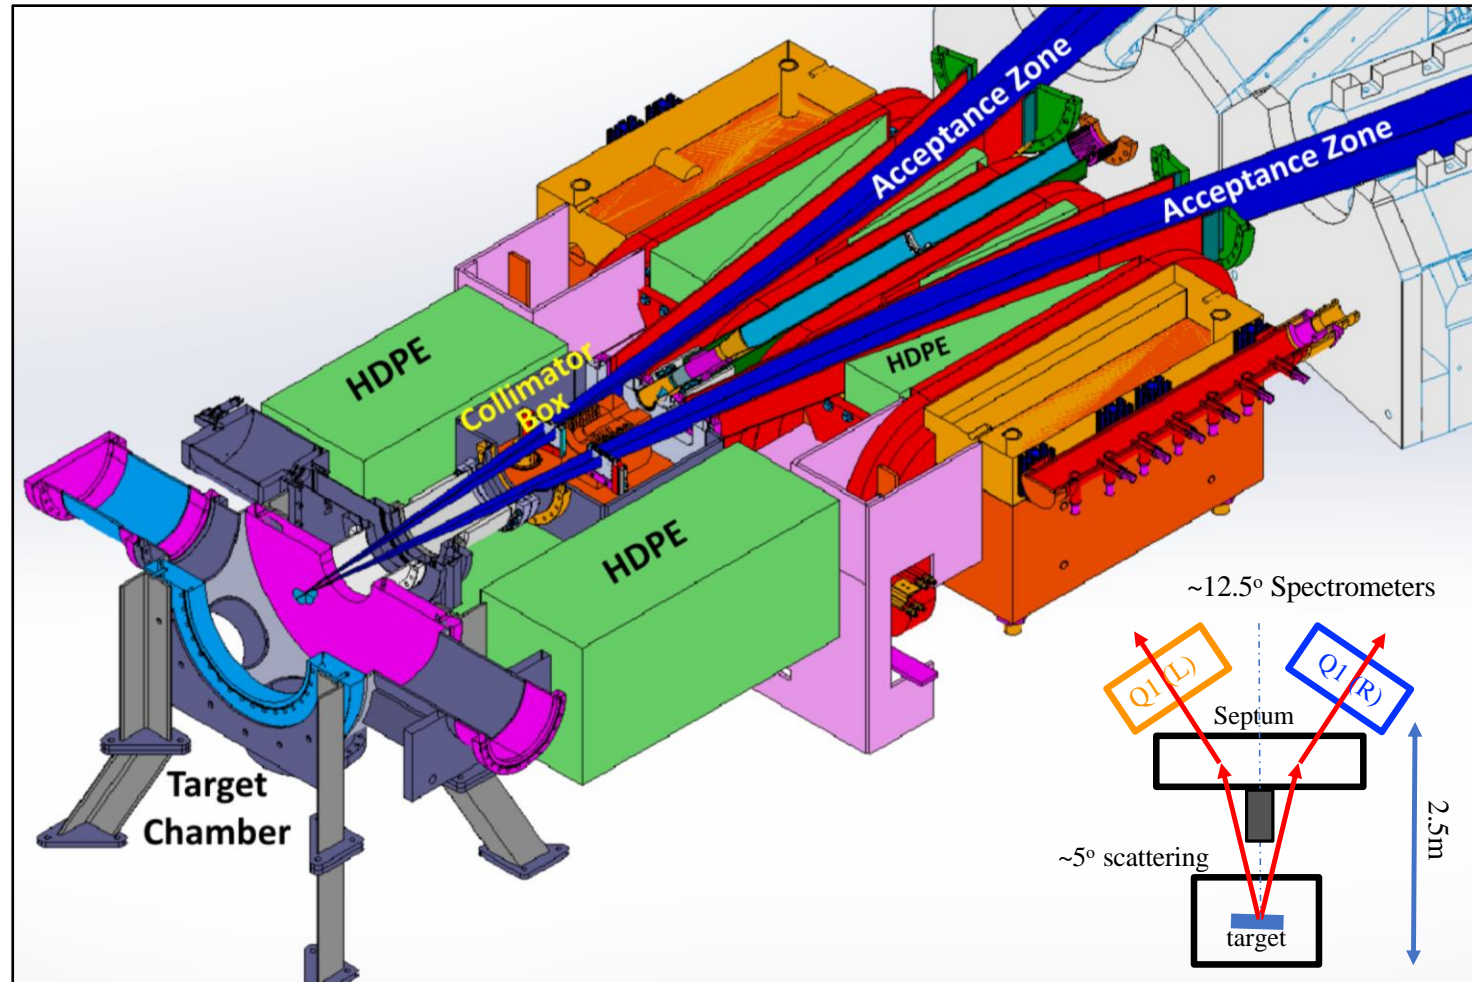 Acceptance Zone
Acceptance Zone
HDPE
HDPE
Collimator
Box
HDPE
Target
Chamber
~12.5° Spectrometers
Q1 (L)
Q1 (R)
Septum
2.5m
~5° scattering
target